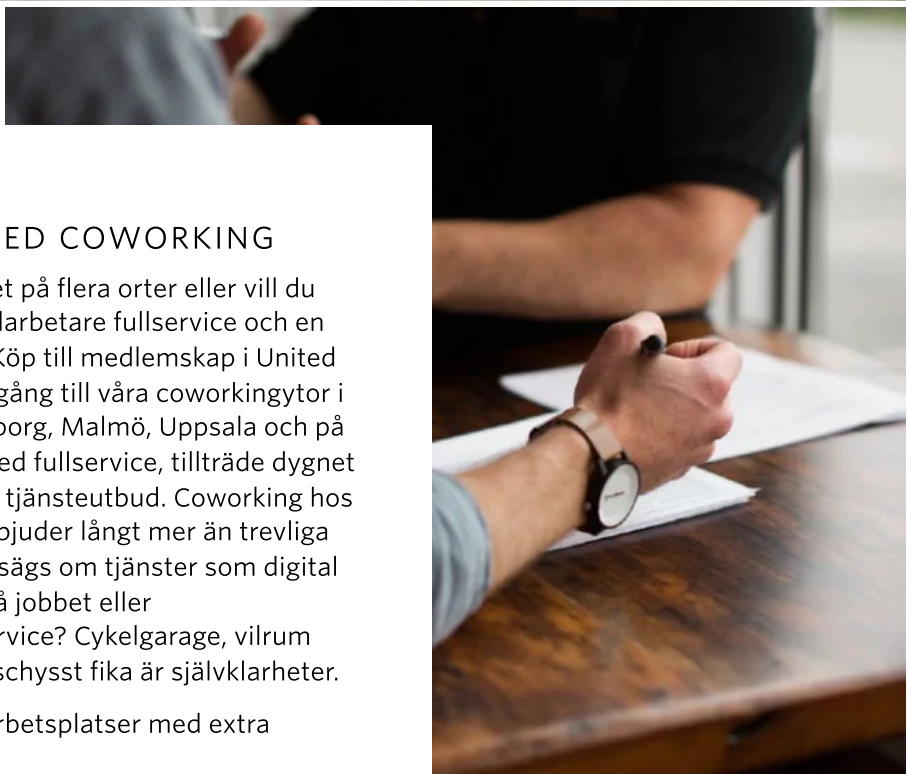 ED COWORKING
et på flera orter eller vill du
larbetare fullservice och en
Köp till medlemskap i United
gång till våra coworkingytor i
borg, Malmö, Uppsala och på
ed fullservice, tillträde dygnet
tjänsteutbud. Coworking hos
bjuder långt mer än trevliga
sägs om tjänster som digital
å jobbet eller
rvice? Cykelgarage, vilrum
schysst fika är självklarheter.
rbetsplatser med extra